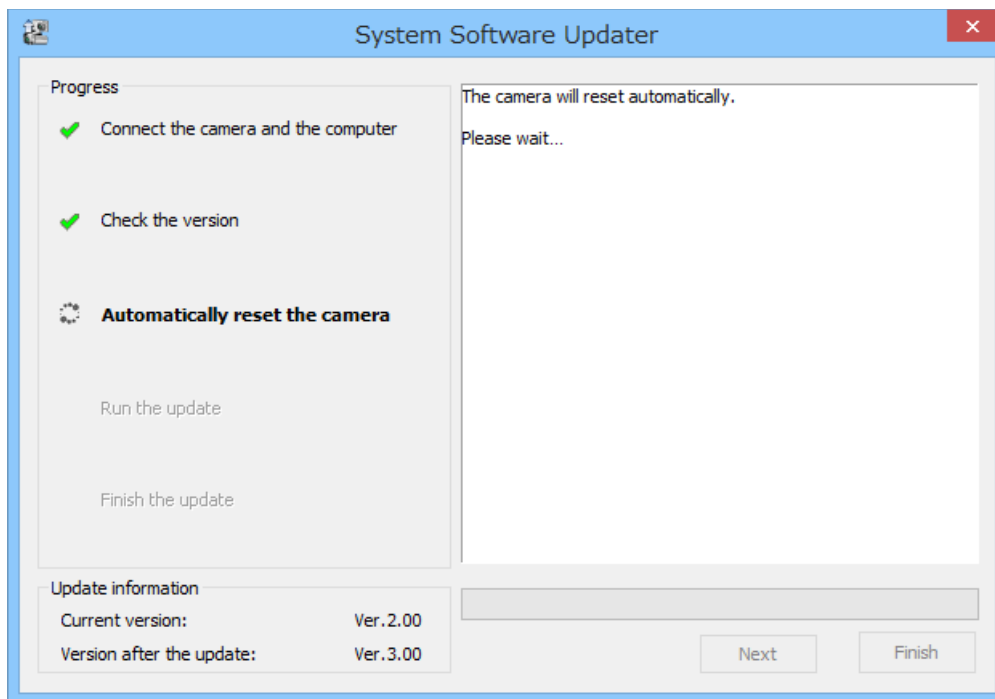 System Software Updater
Progress
Connect the camera and the computer
Check the version
Automatically reset the camera
Run the update
Finish the update
The camera will reset automatically.
Please wait...
Update information
Current version: Ver.2.00
Version after the update: Ver.3.00
Next
Finish